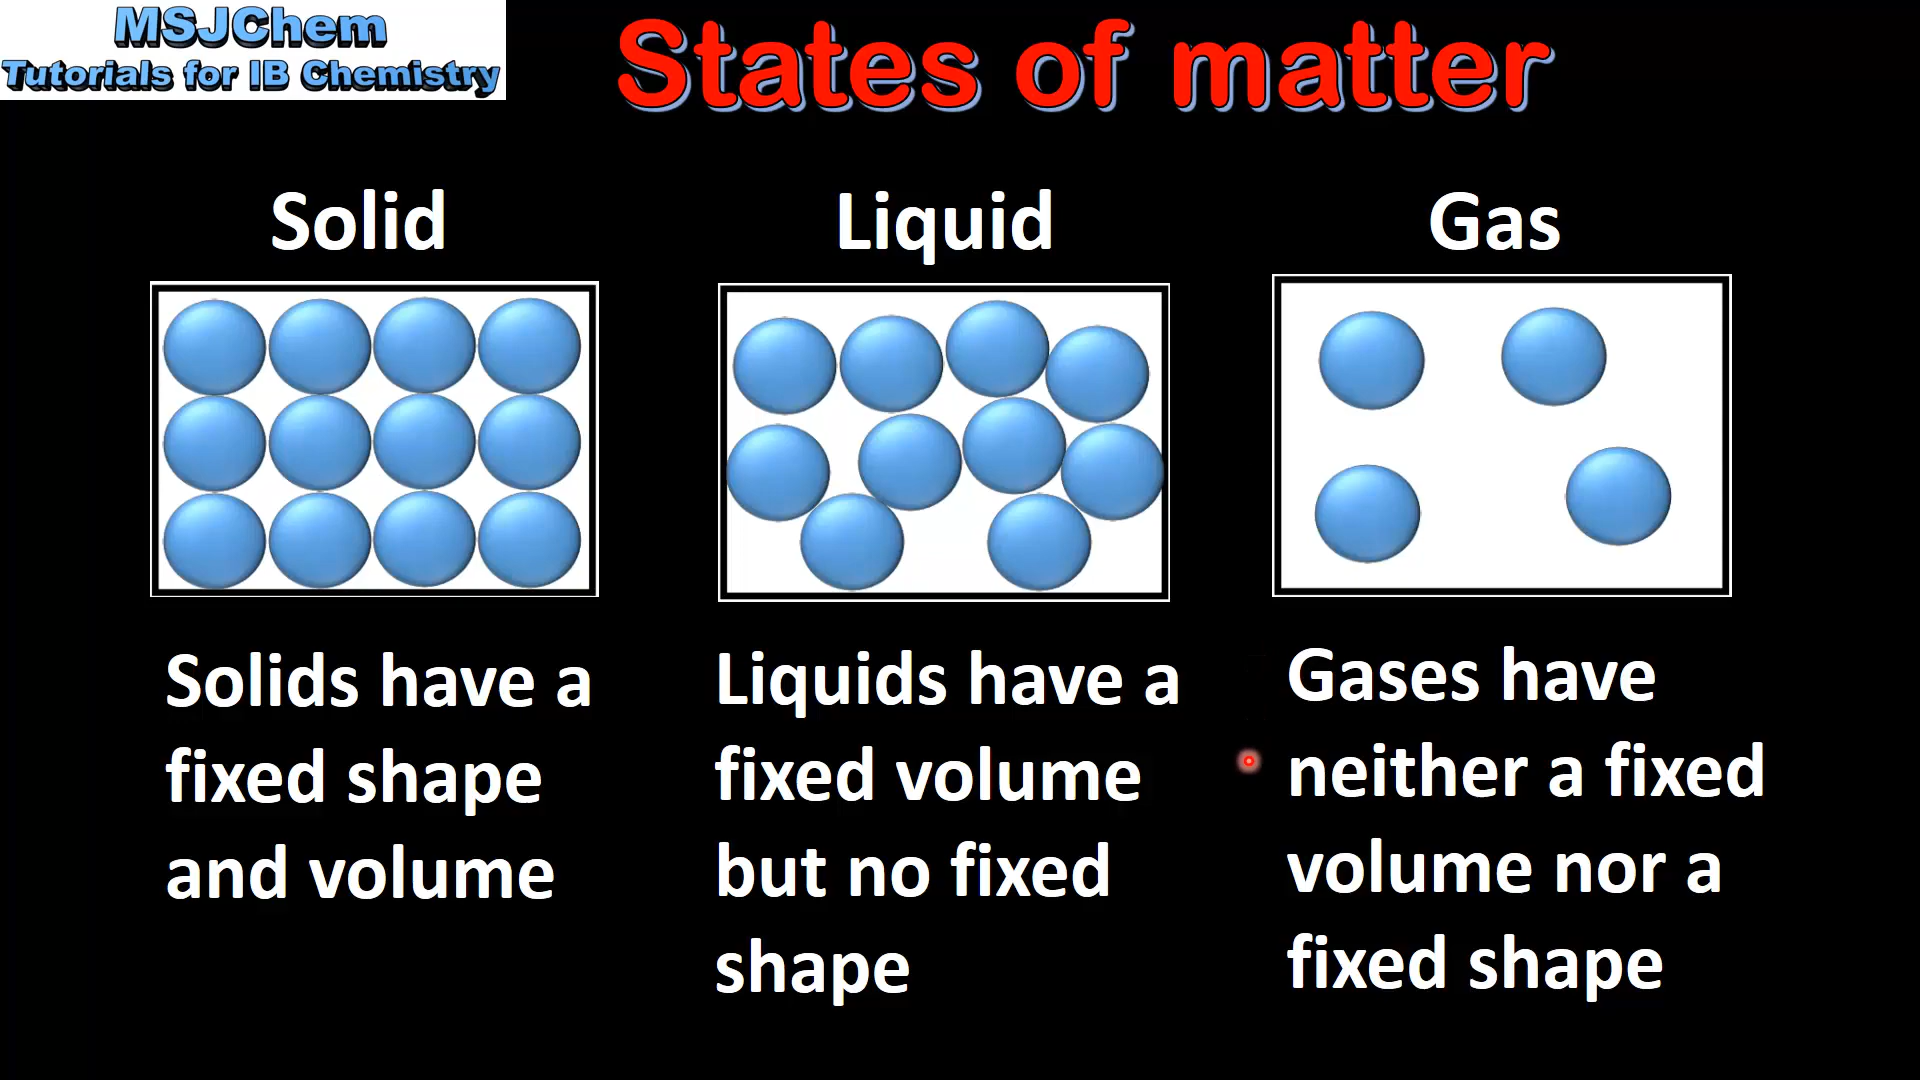 MSJChem
Tutorials for IB Chemistry
States of matter
Solid
Liquid
Gas
Solids have a
fixed shape
and volume
Liquids have a
fixed volume
but no fixed
shape
Gases have
neither a fixed
volume nor a
fixed shape